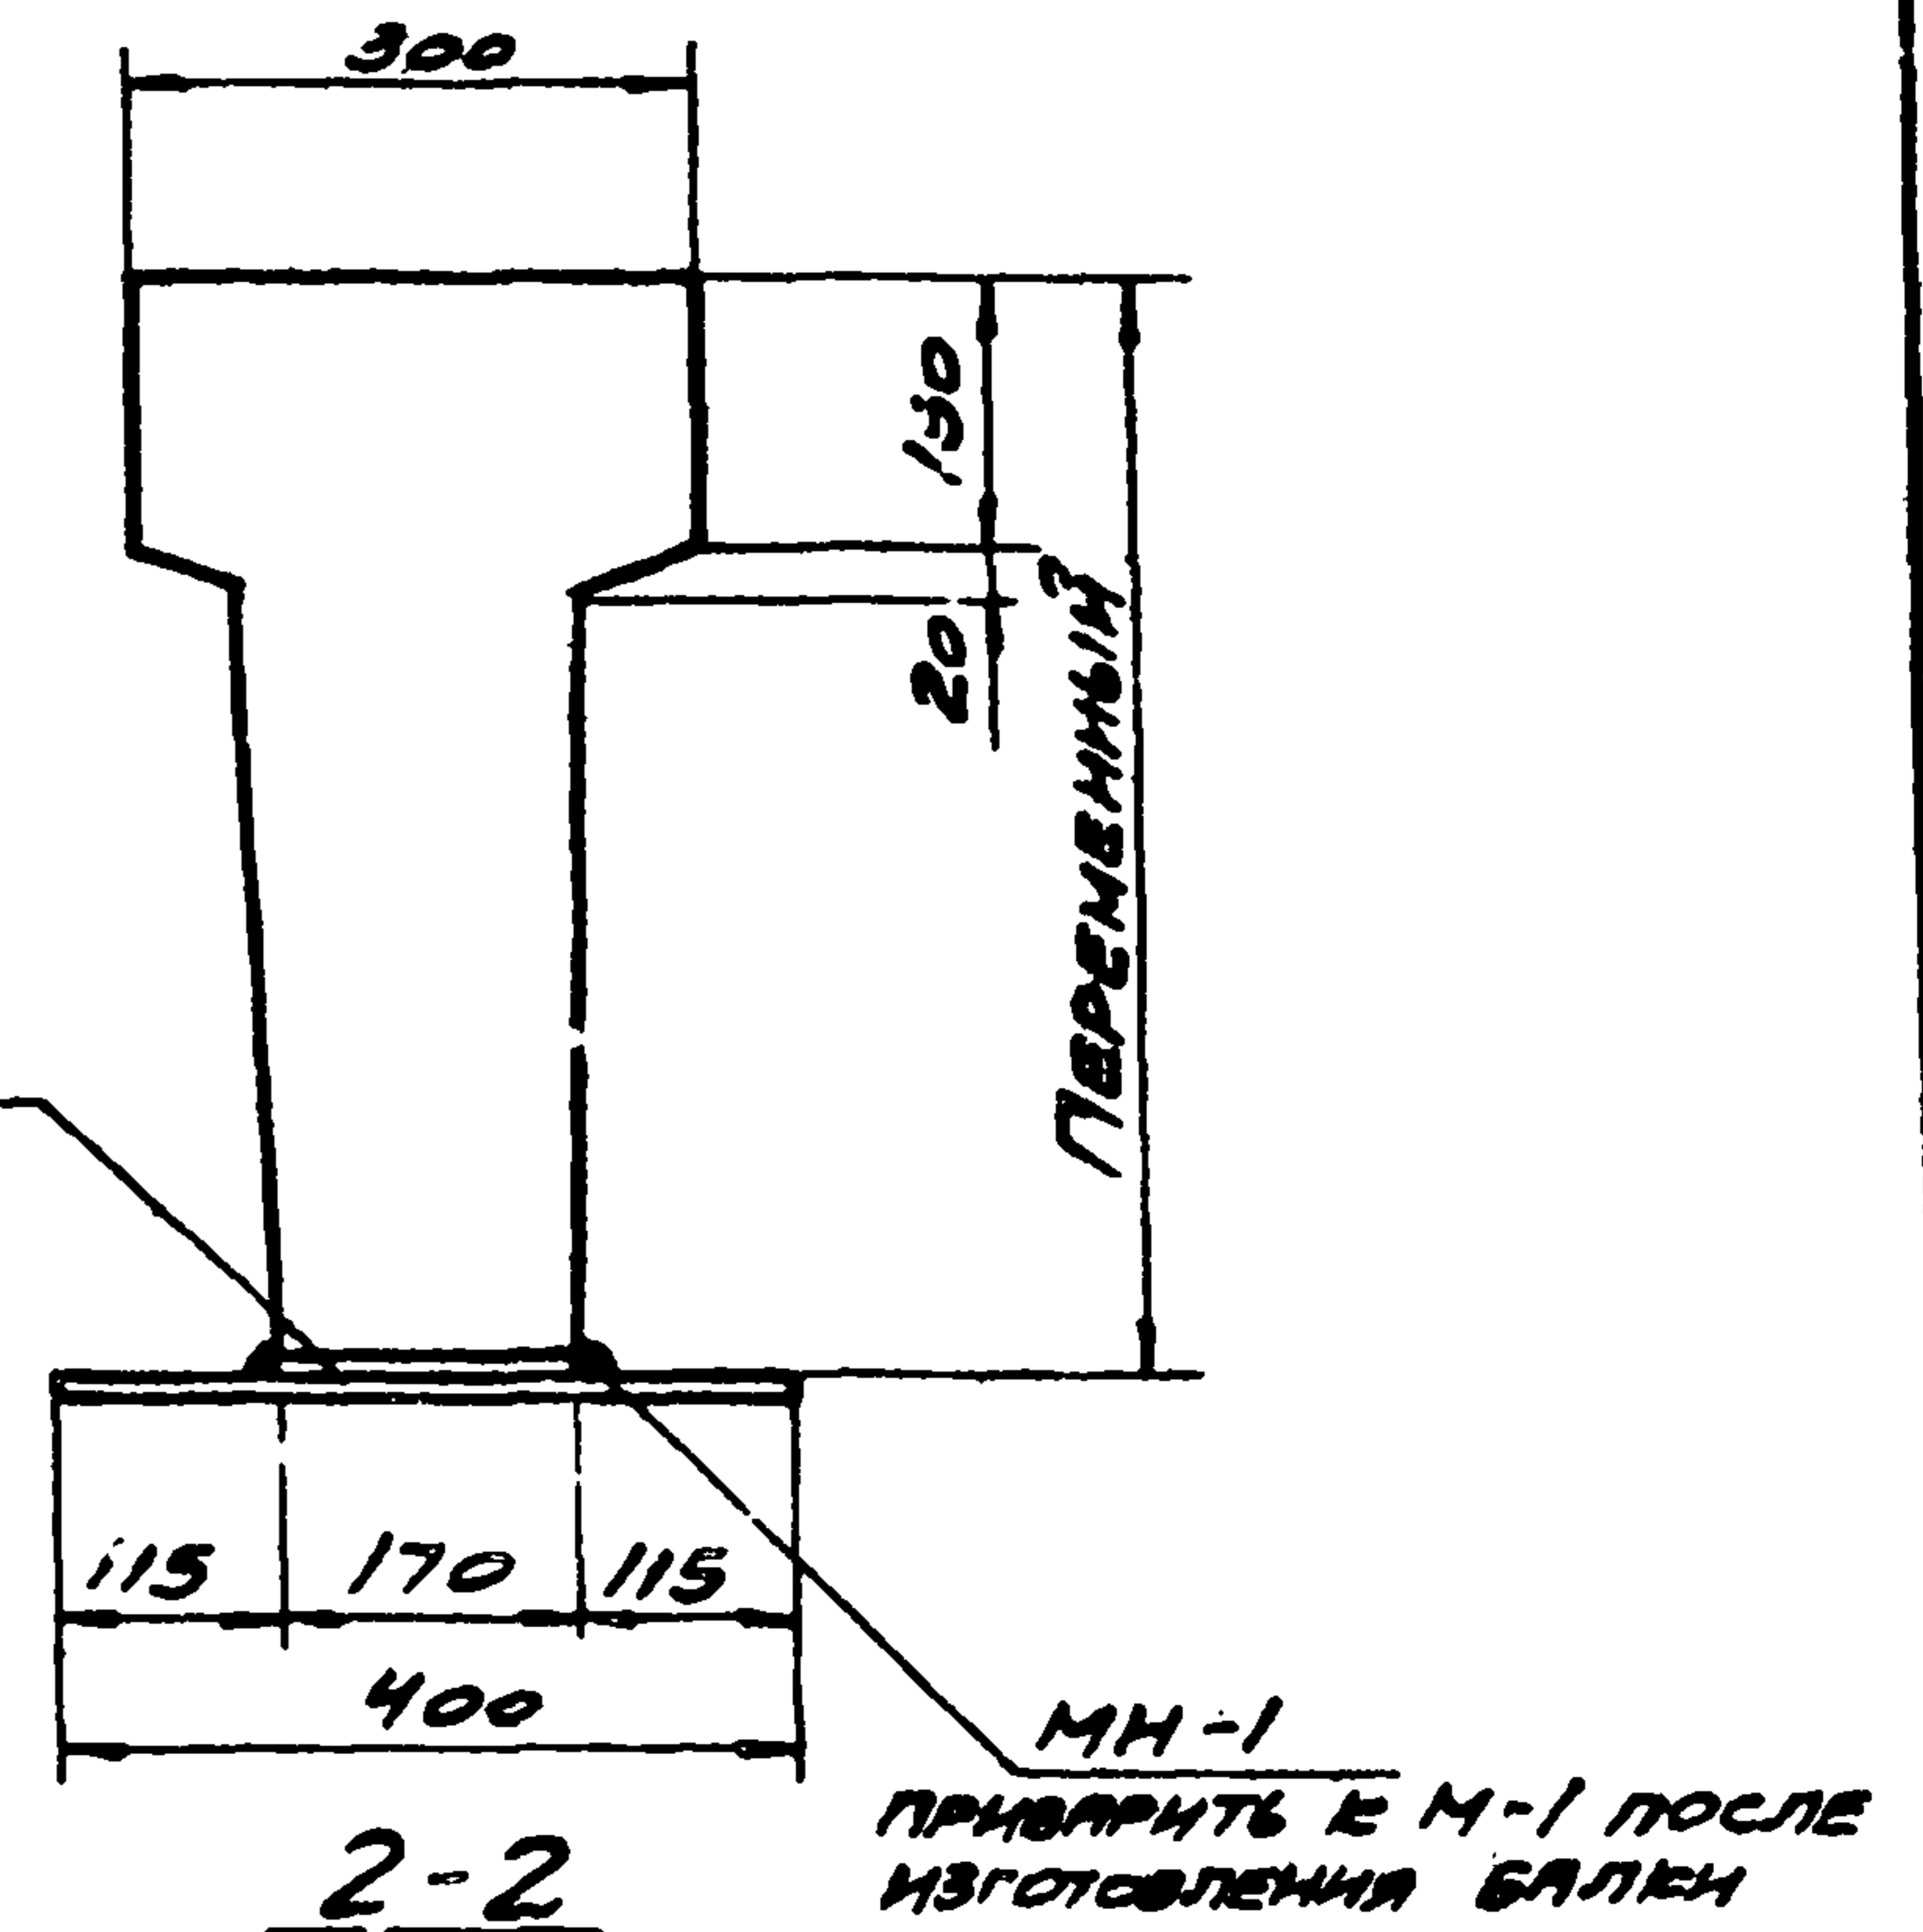 300
130
20
Переменный
115 170 115
400
МН-1
приварить к М-1 после
изготовления балки
2-2